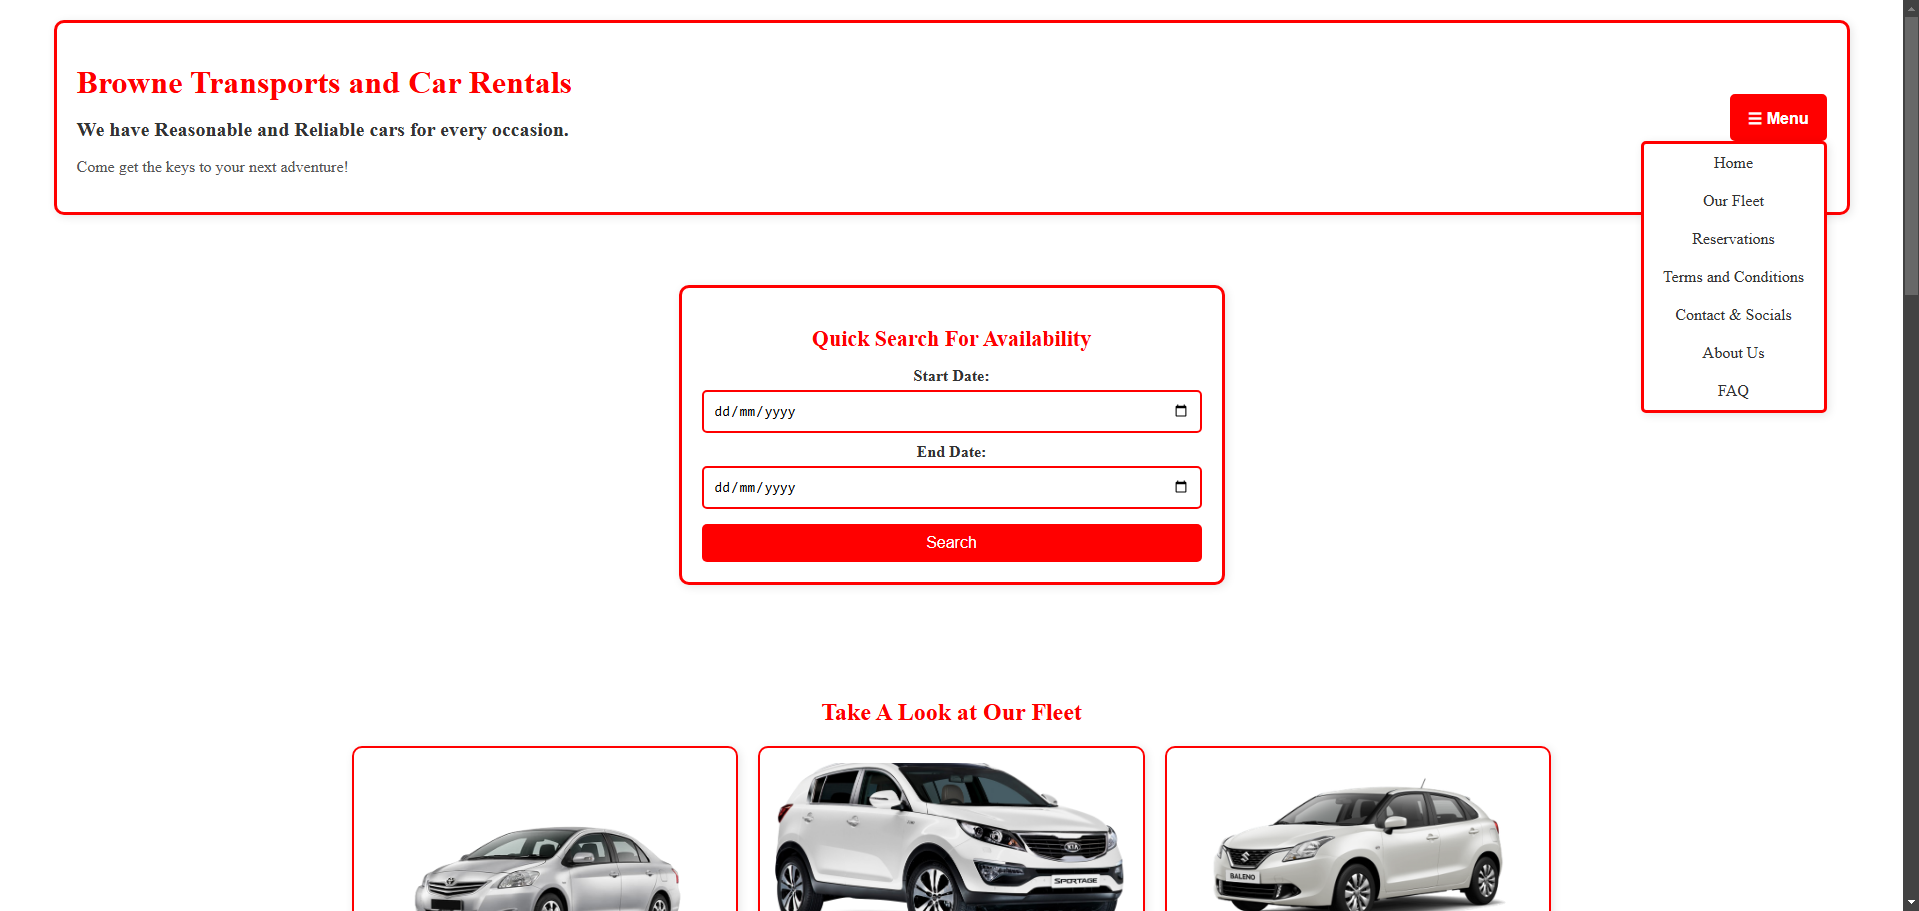 Browne Transports and Car Rentals
We have Reasonable and Reliable cars for every occasion.
Come get the keys to your next adventure!
☰ Menu
Home
Our Fleet
Reservations
Terms and Conditions
Contact & Socials
About Us
FAQ
Quick Search For Availability
Start Date:
dd/mm/yyyy
End Date:
dd/mm/yyyy
Search
Take A Look at Our Fleet
KIA
SPORTAGE
BALENO